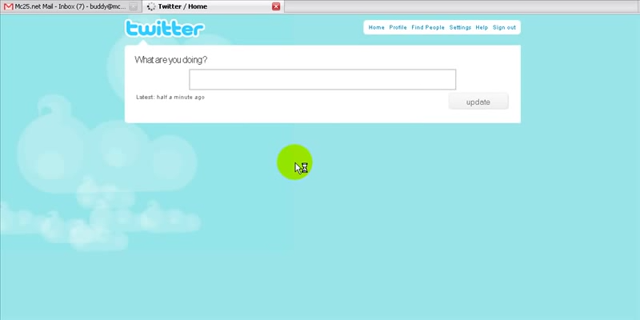 Mc25.net Mail - Inbox (7) - buddy@mc...
Twitter / Home
twitter
Home Profile Find People Settings Help Sign out
What are you doing?
Latest: half a minute ago
update